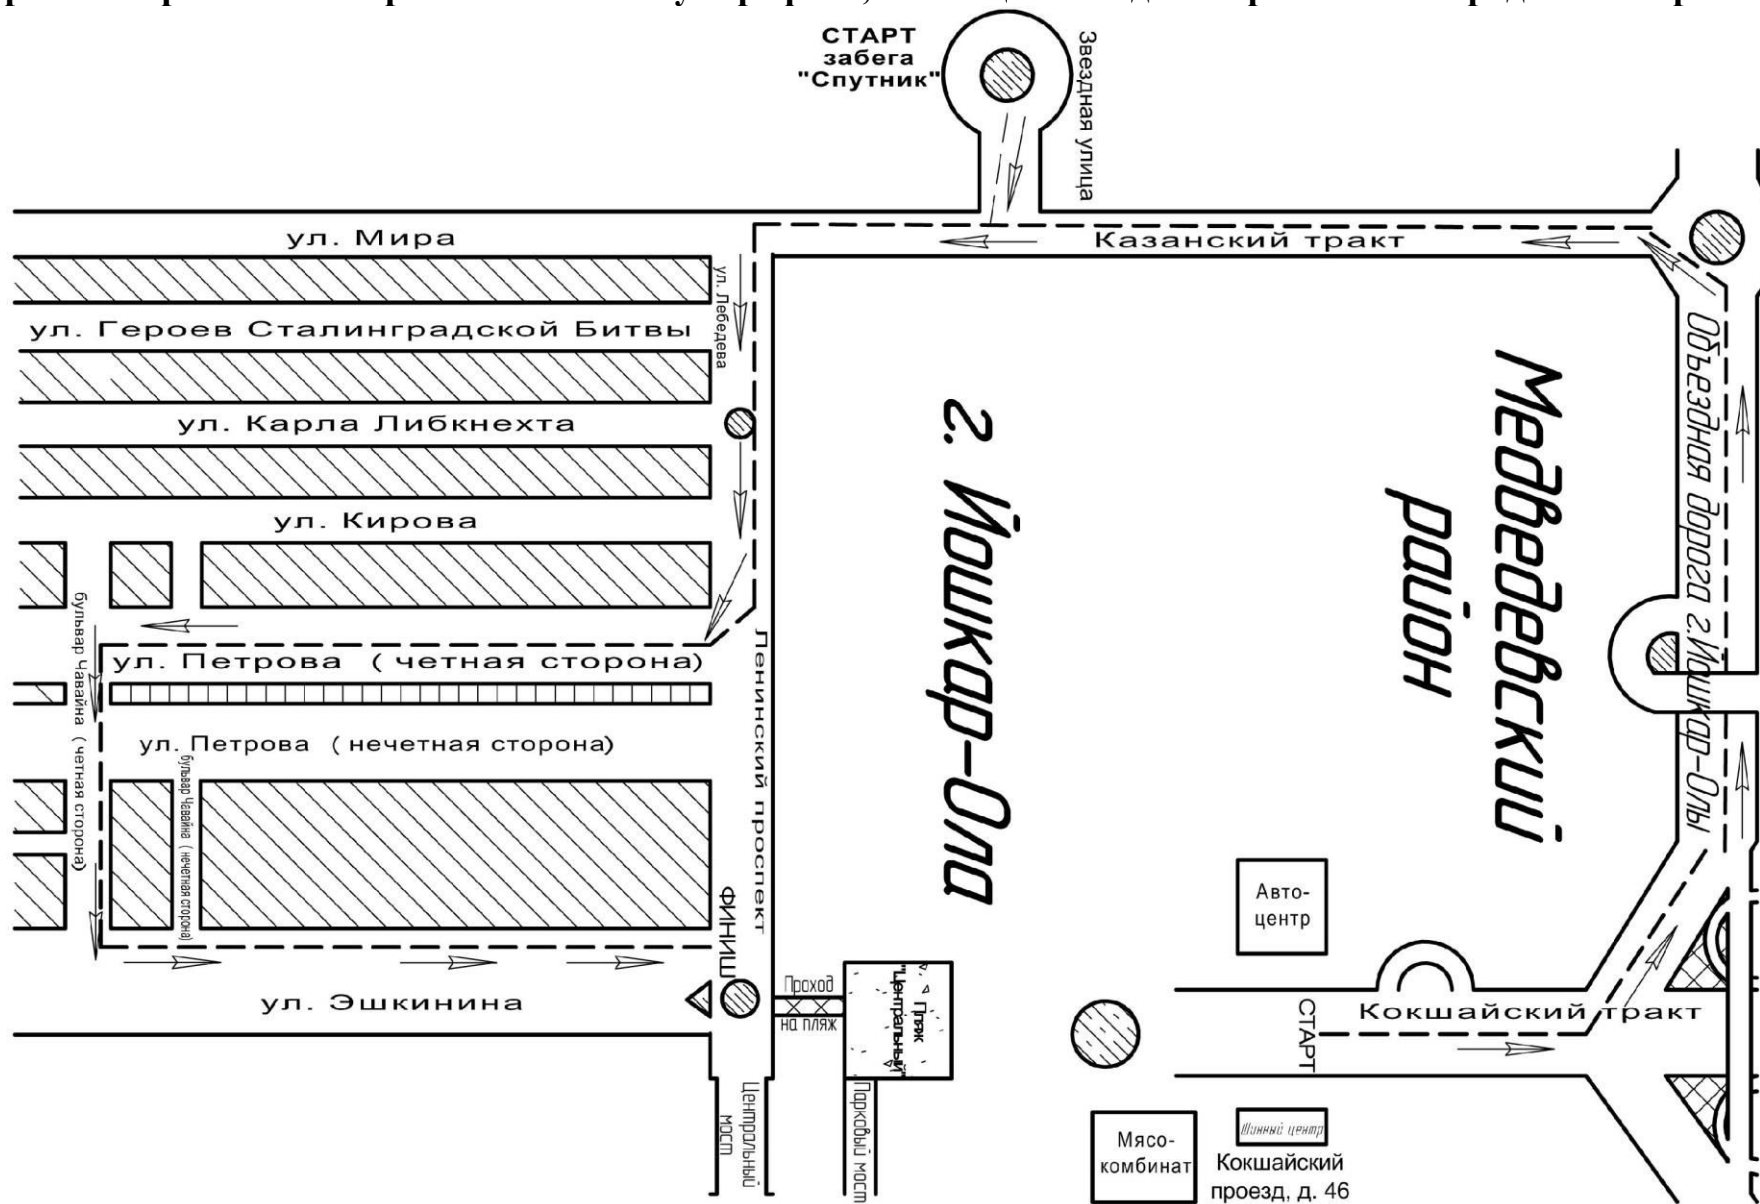 СТАРТ
забега
"Спутник"
Звездная улица
ул. Мира
Казанский тракт
ул. Лебедева
ул. Героев Сталинградской Битвы
ул. Карла Либкнехта
ул. Кирова
г. Йошкар-Ола
Медведевский
район
Объездная дорога г.Йошкар-Олы
ул. Петрова ( четная сторона)
Ленинский проспект
бульвар Чавайна ( четная сторона)
ул. Петрова ( нечетная сторона)
бульвар Чавайна ( нечетная сторона)
ФИНИШ
ул. Эшкинина
Проход
на пляж
Пляж
"Центральный"
Центральный
мост
Парковый мост
Авто-
центр
СТАРТ
Кокшайский тракт
Мясо-
комбинат
Шинный центр
Кокшайский
проезд, д. 46